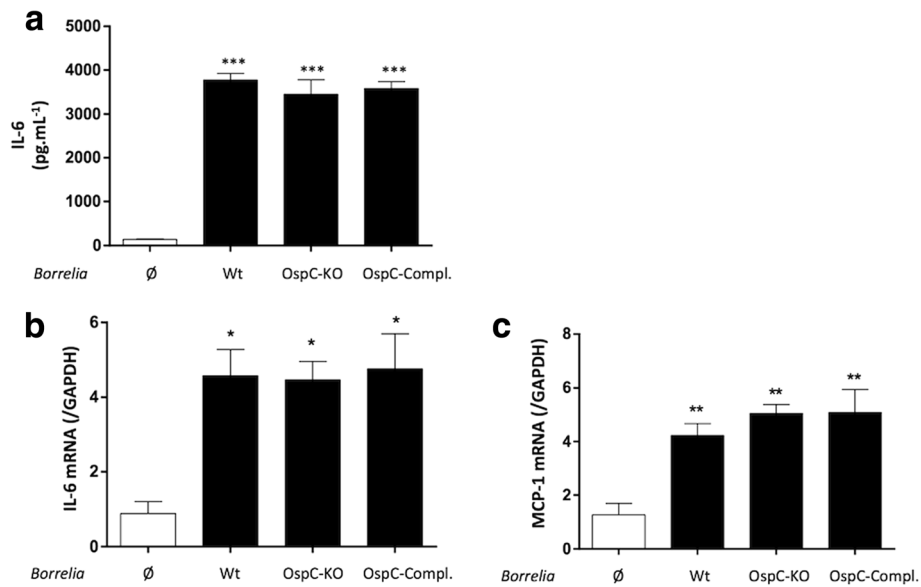 a
IL-6
(pg.mL-1)
5000
4000
3000
2000
1000
0
***
***
***
Borrelia Ø Wt OspC-KO OspC-Compl.
b
IL-6 mRNA (/GAPDH)
6
4
2
0
*
*
*
Borrelia Ø Wt OspC-KO OspC-Compl.
c
MCP-1 mRNA (/GAPDH)
8
6
4
2
0
**
**
**
Borrelia Ø Wt OspC-KO OspC-Compl.